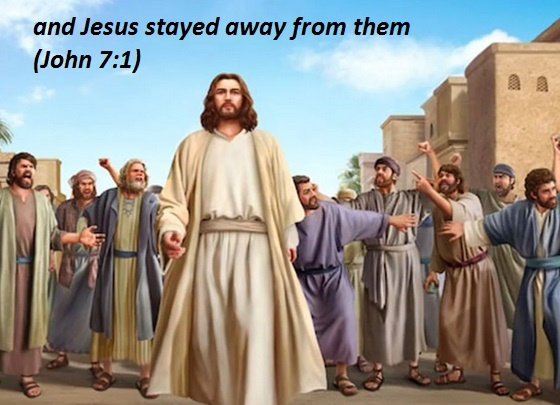 and Jesus stayed away from them
(John 7:1)